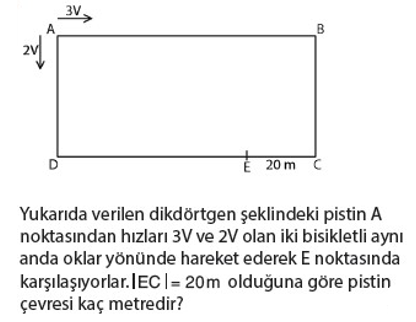 3V
A
B
2V
D
E
20 m
C
Yukarıda verilen dikdörtgen şeklindeki pistin A
noktasından hızları 3V ve 2V olan iki bisikletli aynı
anda oklar yönünde hareket ederek E noktasında
karşılaşıyorlar.|EC|= 20m olduğuna göre pistin
çevresi kaç metredir?